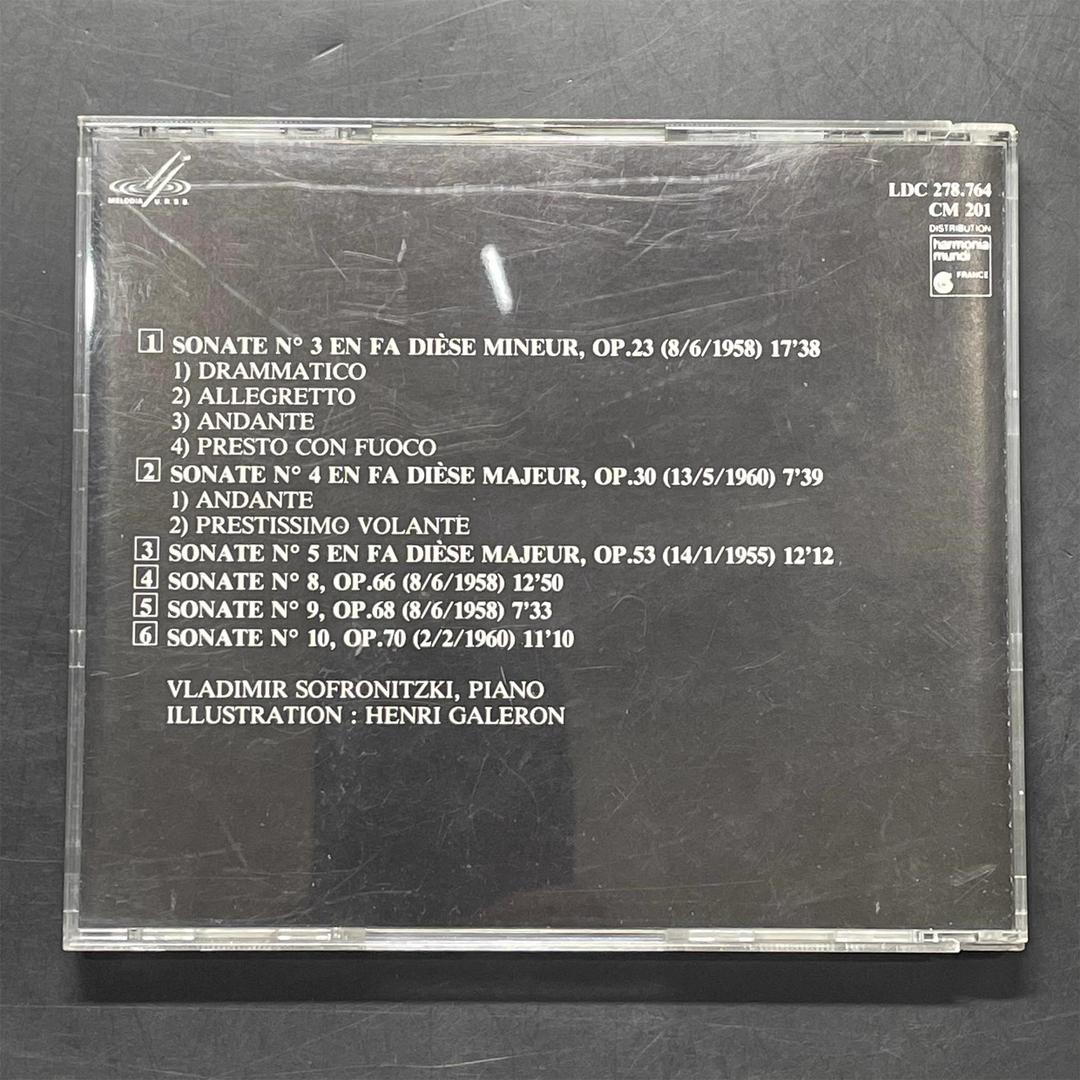 MELODIA U.R.S.S.
LDC 278.764
CM 201
DISTRIBUTION
harmonia
mundi
FRANCE
1 SONATE N° 3 EN FA DIÈSE MINEUR, OP.23 (8/6/1958) 17'38
1) DRAMMATICO
2) ALLEGRETTO
3) ANDANTE
4) PRESTO CON FUOCO
2 SONATE N° 4 EN FA DIÈSE MAJEUR, OP.30 (13/5/1960) 7'39
1) ANDANTE
2) PRESTISSIMO VOLANTE
3 SONATE N° 5 EN FA DIÈSE MAJEUR, OP.53 (14/1/1955) 12'12
4 SONATE N° 8, OP.66 (8/6/1958) 12'50
5 SONATE N° 9, OP.68 (8/6/1958) 7'33
6 SONATE N° 10, OP.70 (2/2/1960) 11'10
VLADIMIR SOFRONITZKI, PIANO
ILLUSTRATION : HENRI GALERON